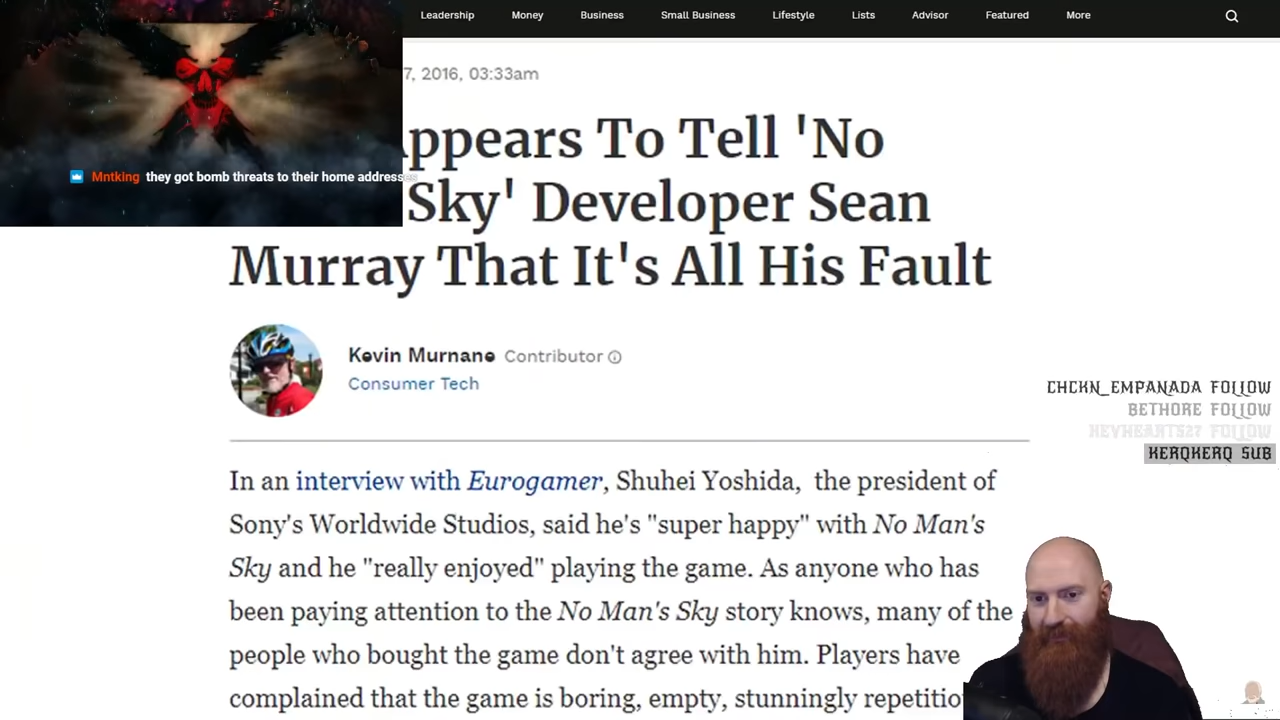 Leadership Money Business Small Business Lifestyle Lists Advisor Featured More
7, 2016, 03:33am
ppears To Tell 'No
Sky' Developer Sean
Murray That It's All His Fault
Mntking they got bomb threats to their home addresses
Kevin Murnane Contributor
Consumer Tech
CHCKN_EMPANADA FOLLOW
BETHORE FOLLOW
HEYHEARTS27 FOLLOW
KERQKERQ SUB
In an interview with Eurogamer, Shuhei Yoshida, the president of
Sony's Worldwide Studios, said he's "super happy" with No Man's
Sky and he "really enjoyed" playing the game. As anyone who has
been paying attention to the No Man's Sky story knows, many of the
people who bought the game don't agree with him. Players have
complained that the game is boring, empty, stunningly repetitio